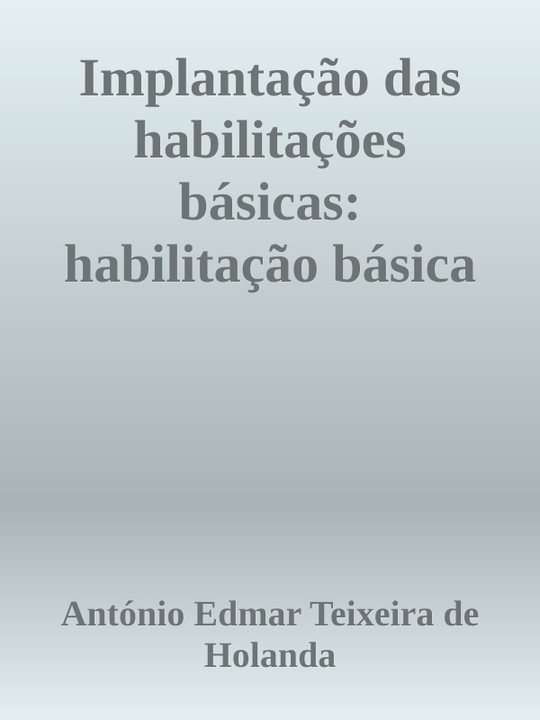 Implantação das
habilitações
básicas:
habilitação básica
António Edmar Teixeira de
Holanda